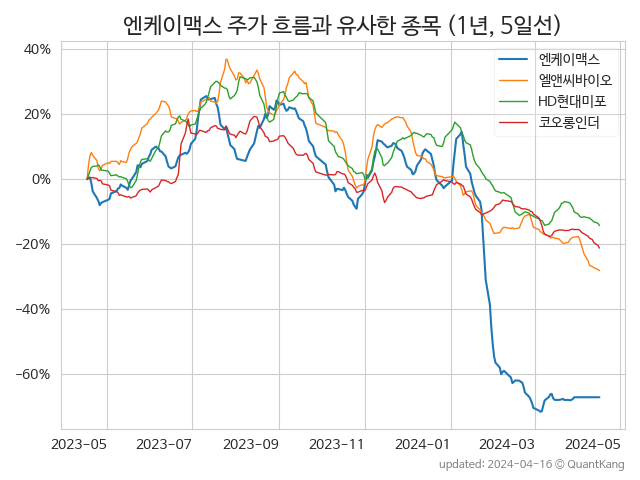 엔케이맥스 주가 흐름과 유사한 종목 (1년, 5일선)
엔케이맥스
엘앤씨바이오
HD현대미포
코오롱인더
40%
20%
0%
−20%
−40%
−60%
2023-05 2023-07 2023-09 2023-11 2024-01 2024-03 2024-05
updated: 2024-04-16 © QuantKang